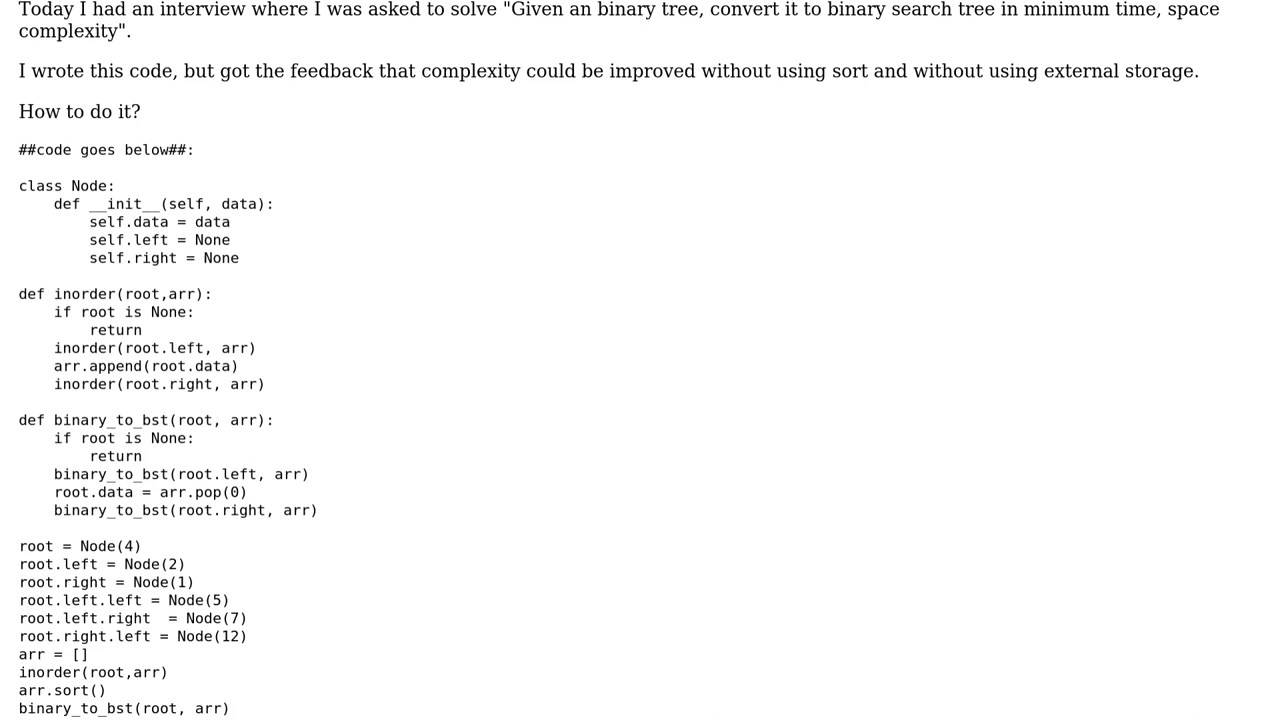 Today I had an interview where I was asked to solve "Given an binary tree, convert it to binary search tree in minimum time, space
complexity".
I wrote this code, but got the feedback that complexity could be improved without using sort and without using external storage.
How to do it?
##code goes below##:
class Node:
    def __init__(self, data):
        self.data = data
        self.left = None
        self.right = None
def inorder(root,arr):
    if root is None:
        return
    inorder(root.left, arr)
    arr.append(root.data)
    inorder(root.right, arr)
def binary_to_bst(root, arr):
    if root is None:
        return
    binary_to_bst(root.left, arr)
    root.data = arr.pop(0)
    binary_to_bst(root.right, arr)
root = Node(4)
root.left = Node(2)
root.right = Node(1)
root.left.left = Node(5)
root.left.right  = Node(7)
root.right.left = Node(12)
arr = []
inorder(root,arr)
arr.sort()
binary_to_bst(root, arr)